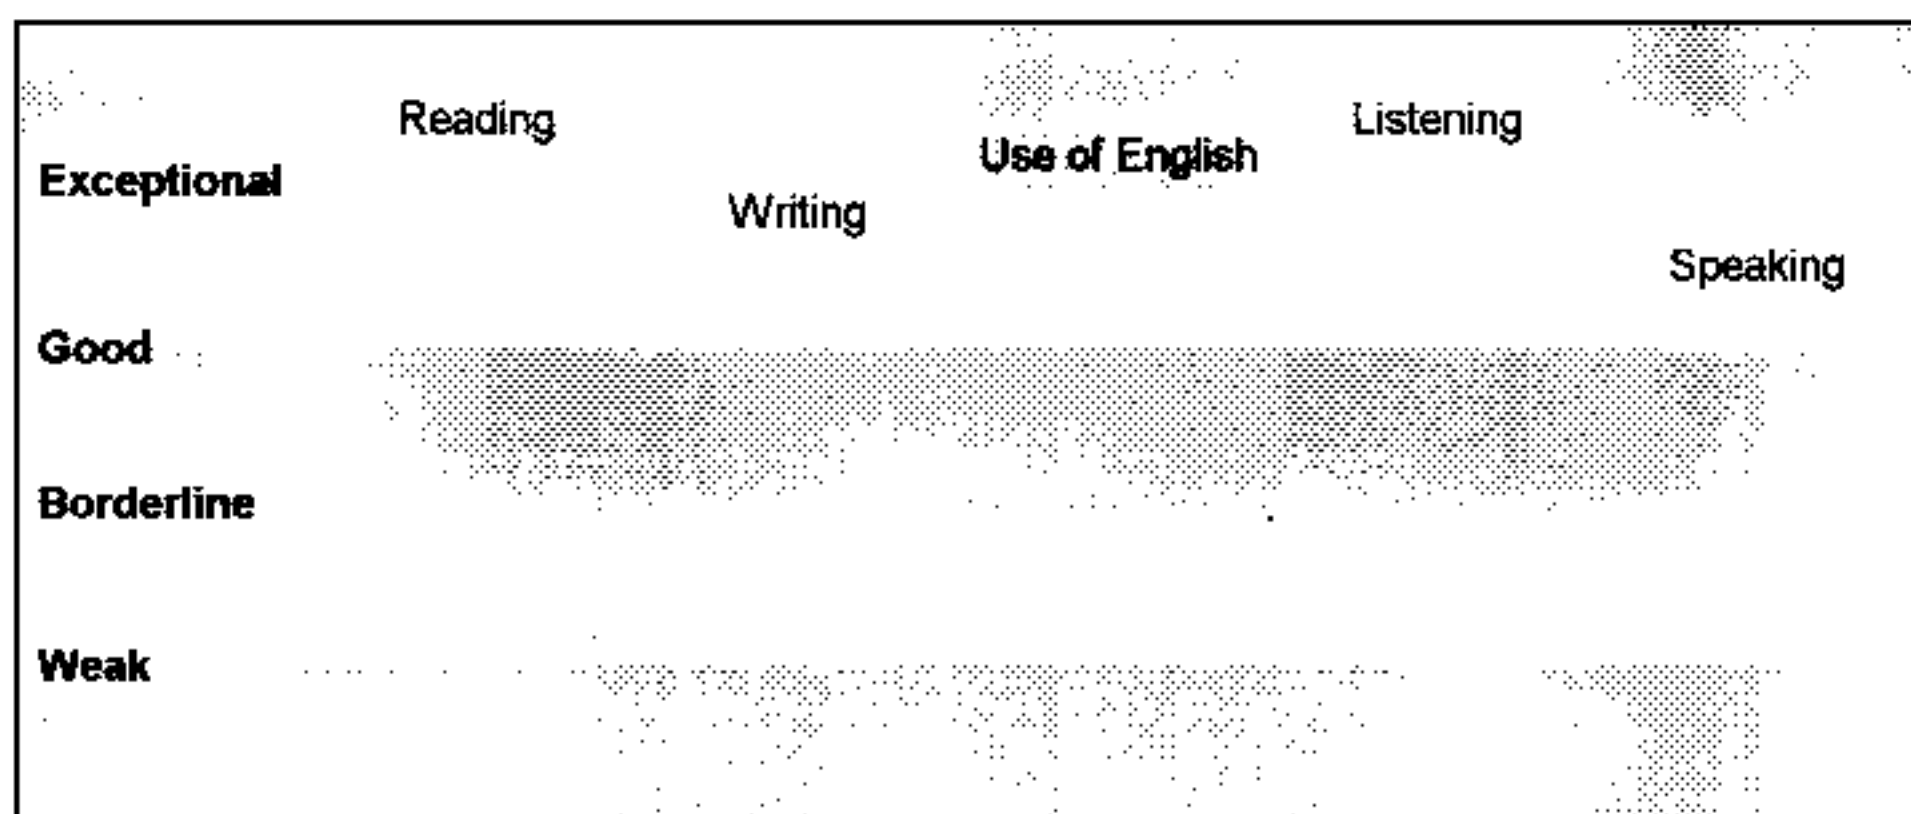 Reading
Listening
Use of English
Exceptional
Writing
Speaking
Good
Borderline
Weak